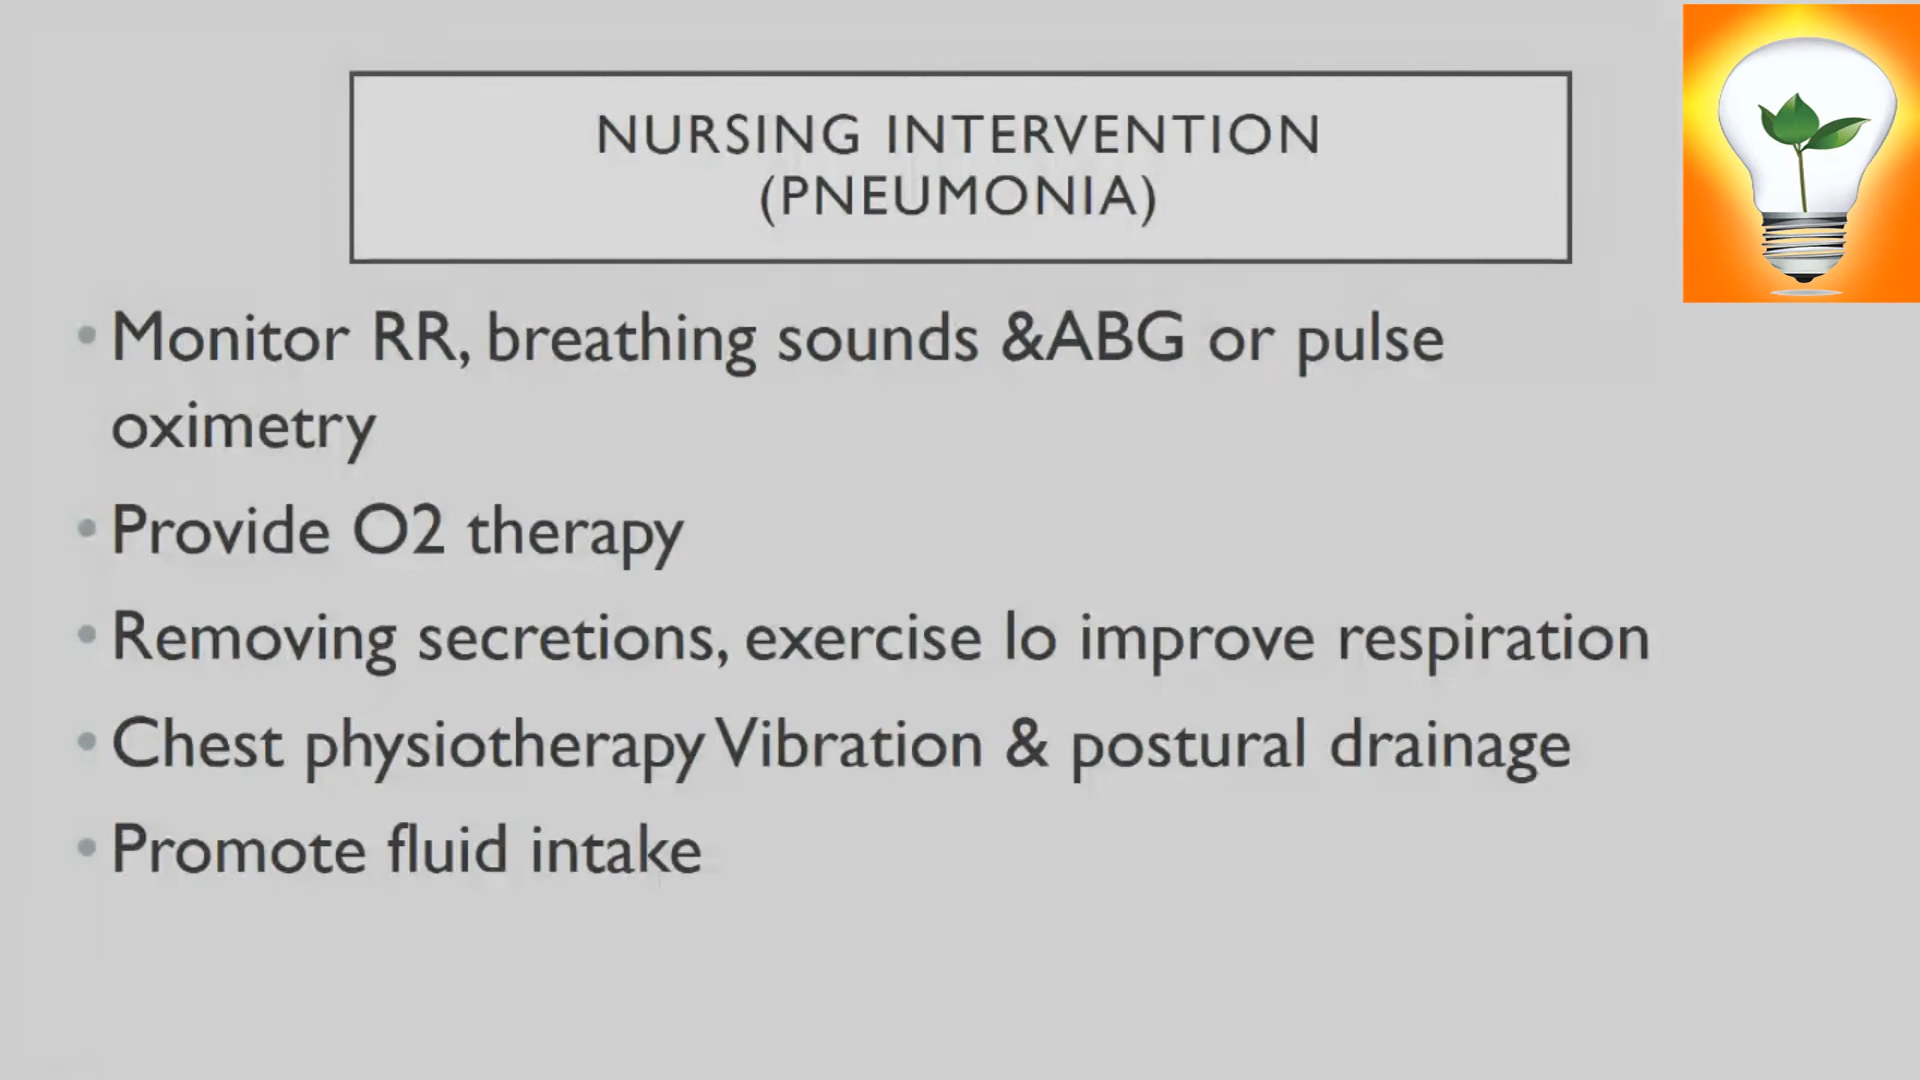 NURSING INTERVENTION
(PNEUMONIA)
• Monitor RR, breathing sounds &ABG or pulse
oximetry
• Provide O2 therapy
• Removing secretions, exercise lo improve respiration
• Chest physiotherapy Vibration & postural drainage
• Promote fluid intake